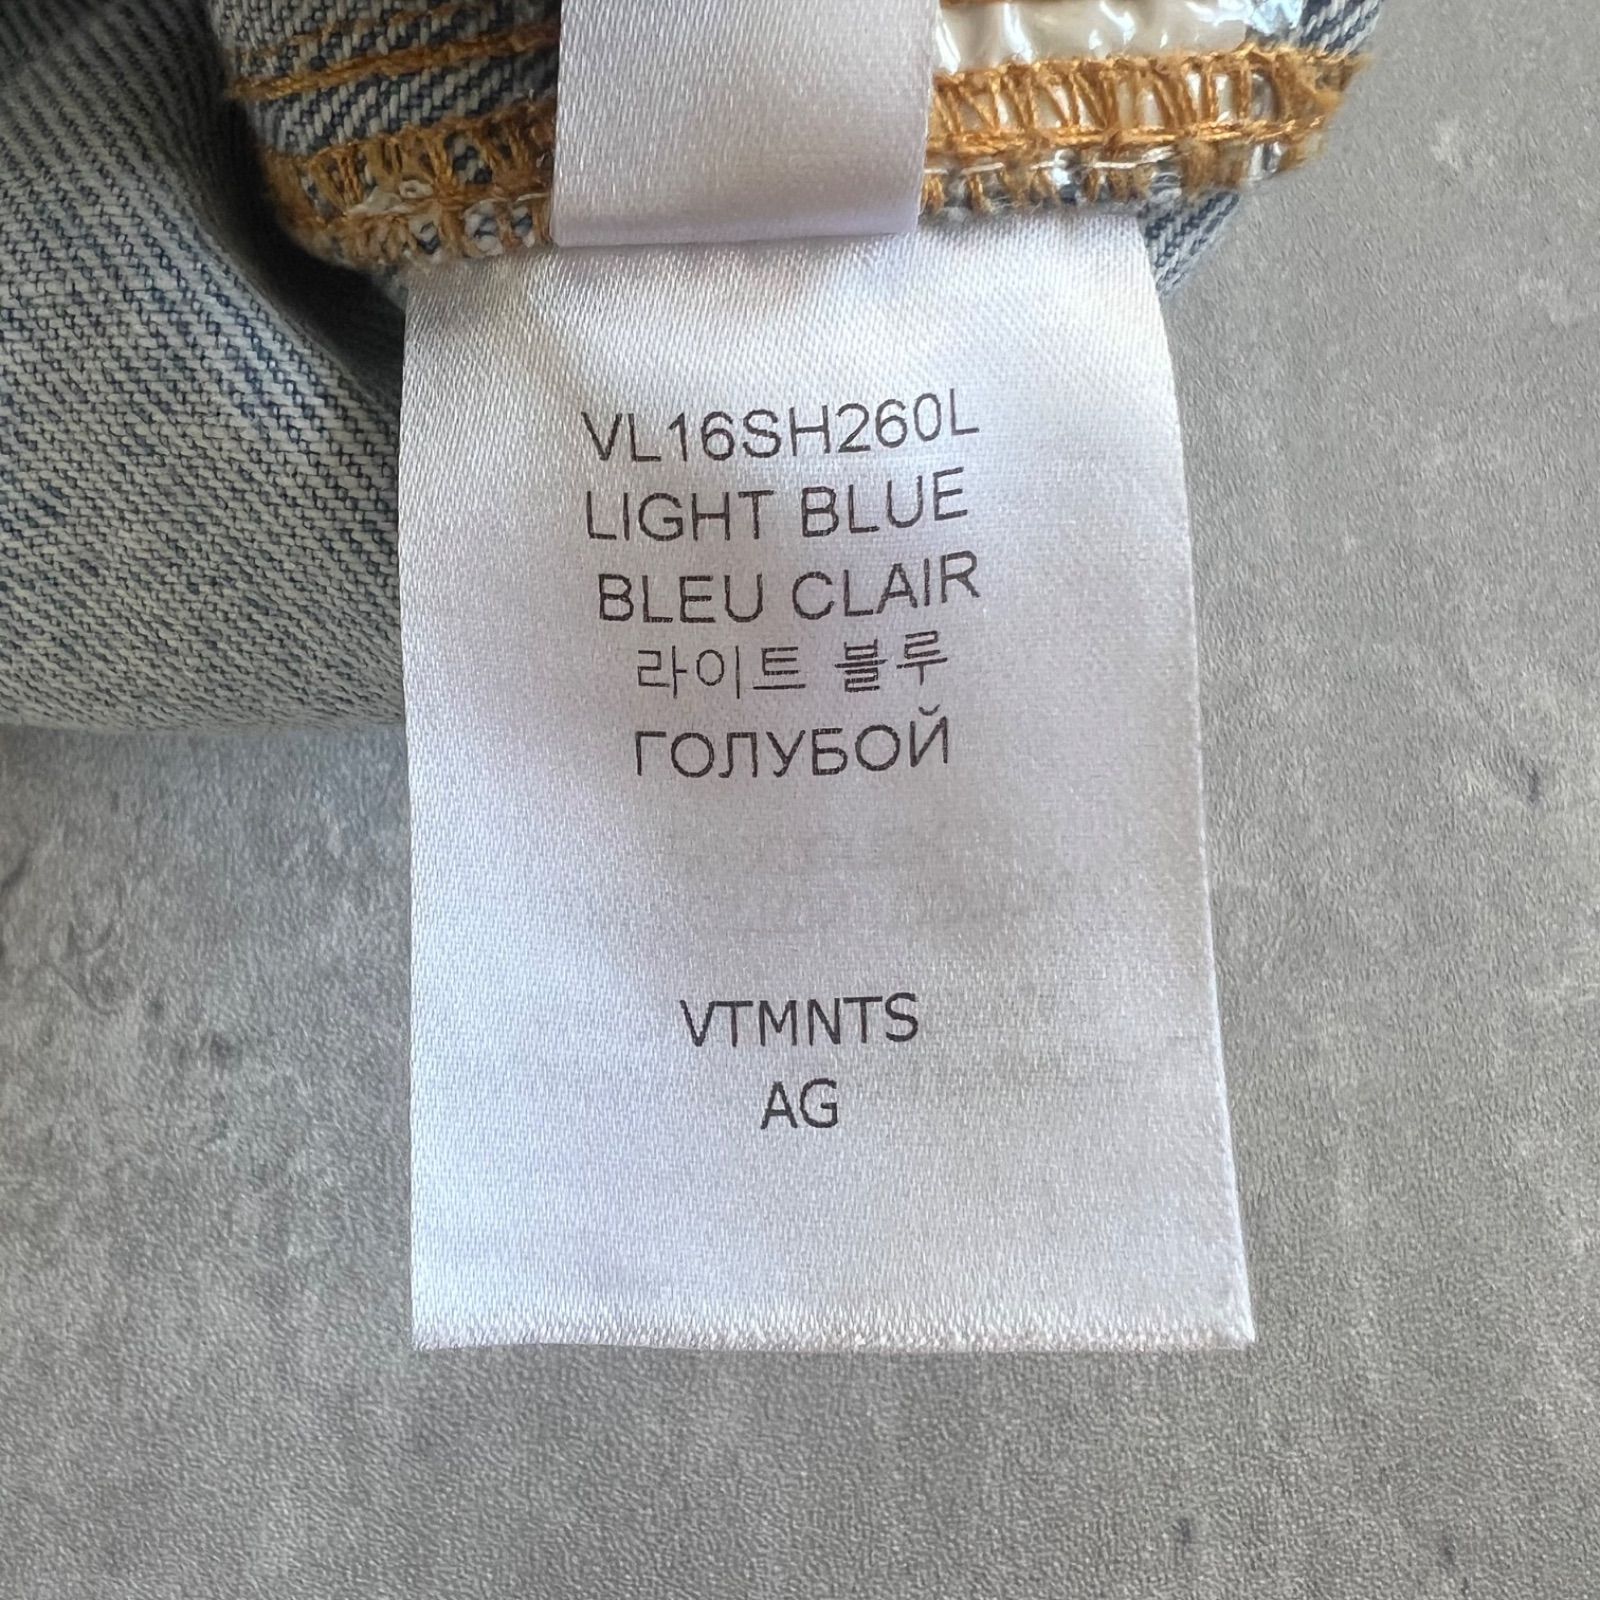 VL16SH260L
LIGHT BLUE
BLEU CLAIR
라이트 블루
ГОЛУБОЙ
VTMNTS
AG